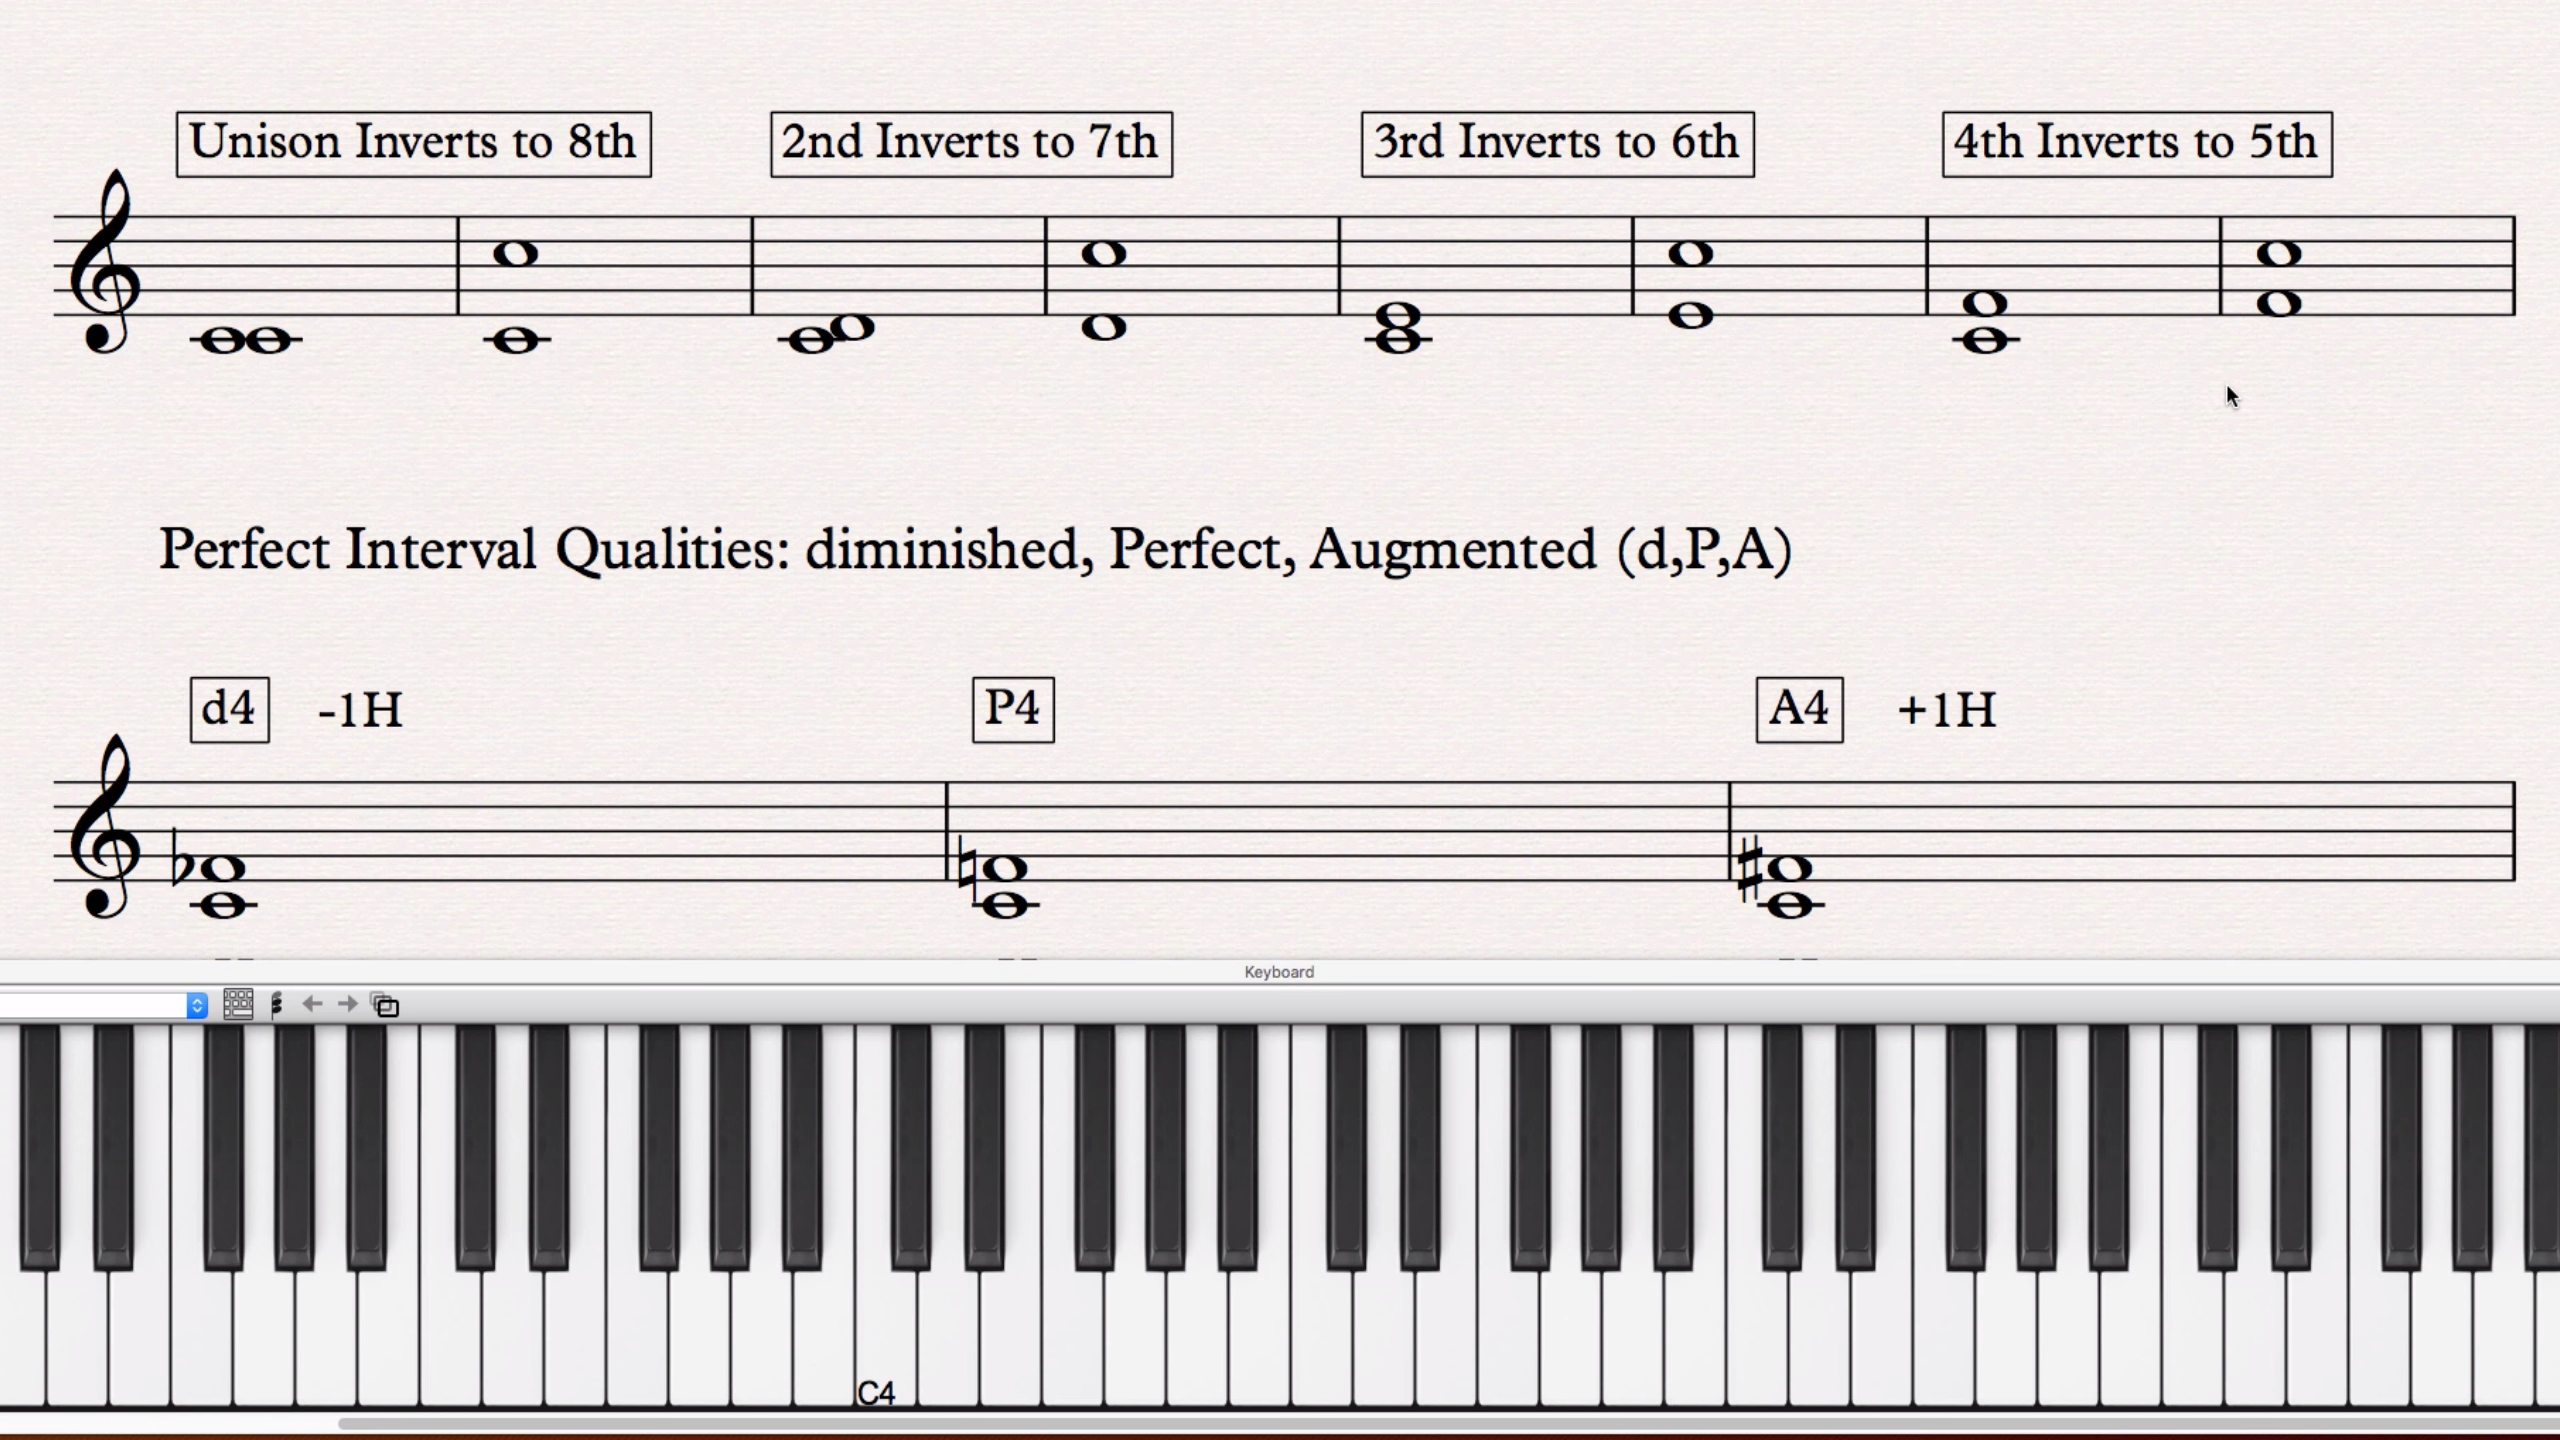 Unison Inverts to 8th
2nd Inverts to 7th
3rd Inverts to 6th
4th Inverts to 5th
Perfect Interval Qualities: diminished, Perfect, Augmented (d,P,A)
d4 -1H
P4
A4 +1H
Keyboard
C4